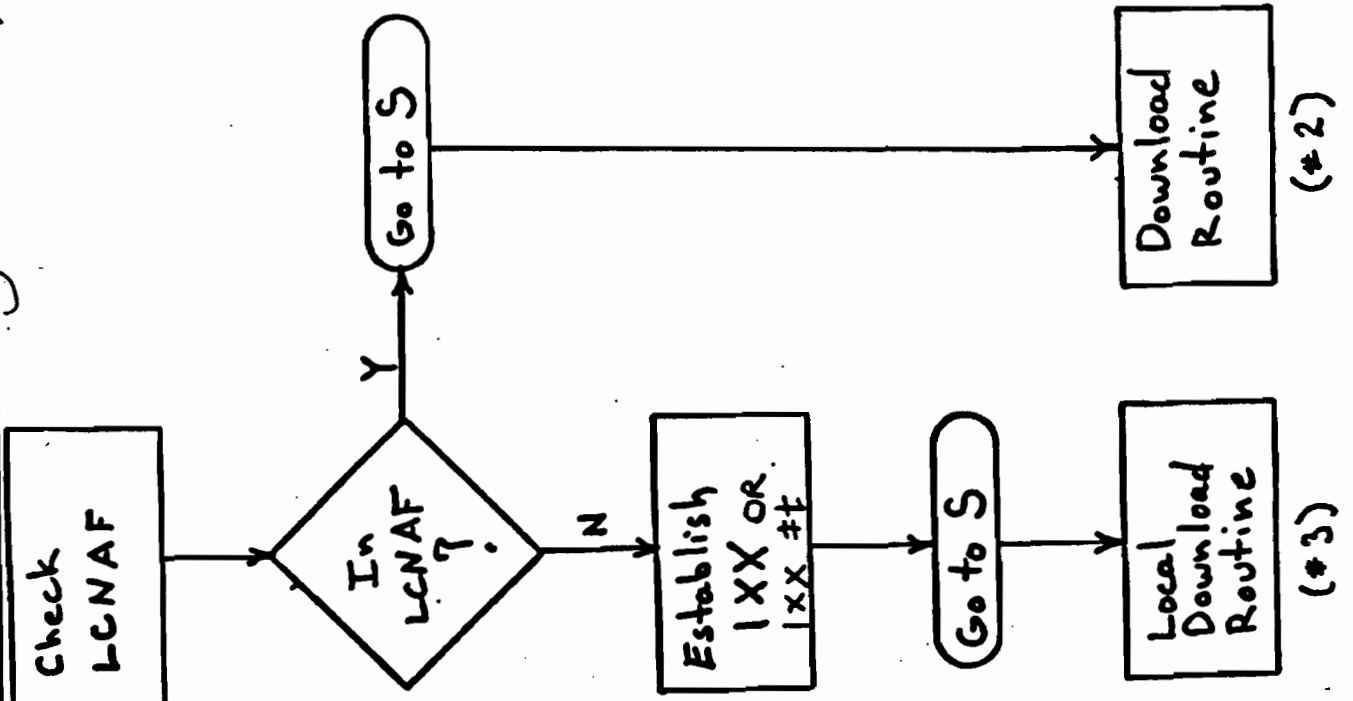 Check
LCNAF
In
LCNAF
?
Y
Go to S
Download
Routine
(#2)
N
Establish
1XX OR
1XX ‡t
Go to S
Local
Download
Routine
(#3)